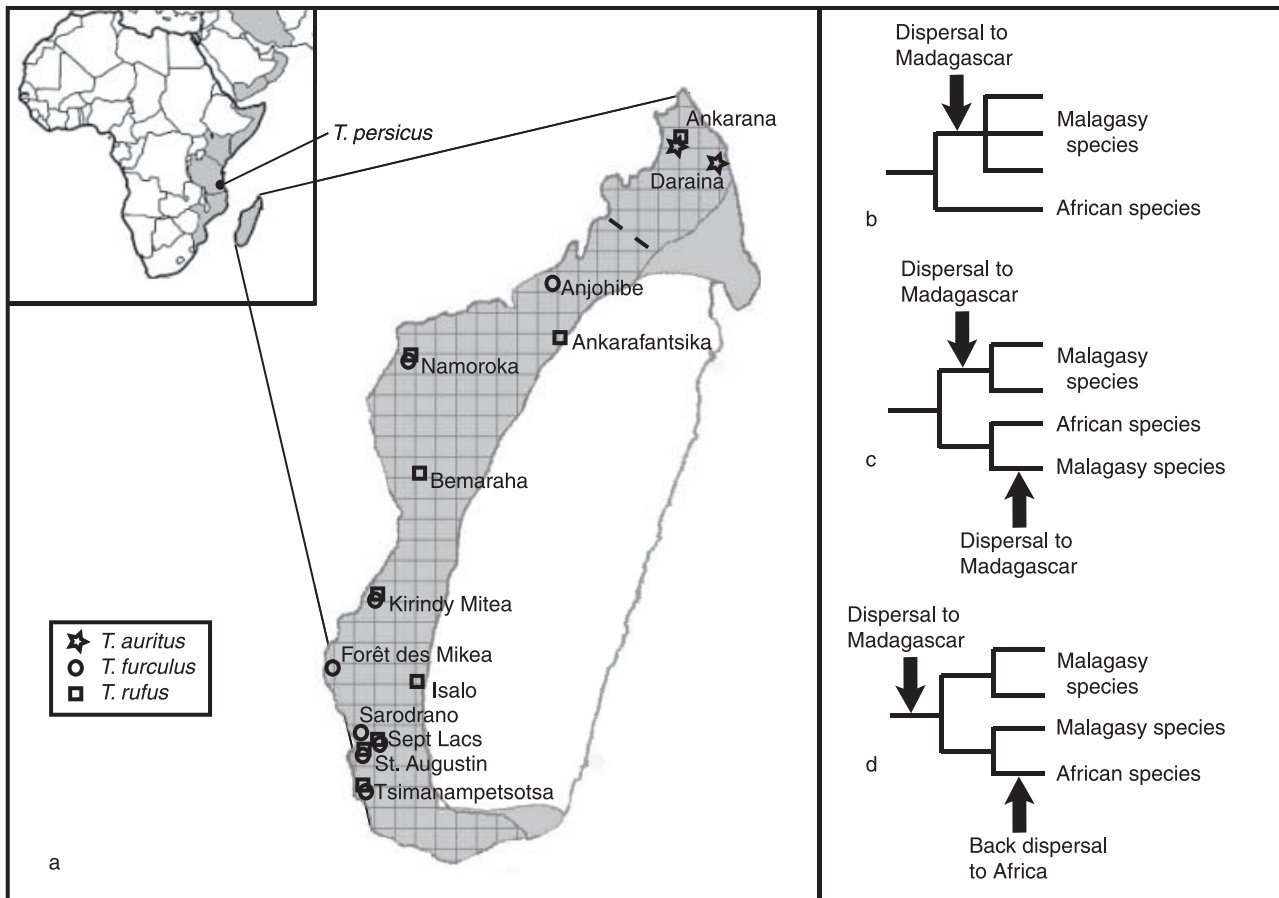 T. persicus
Ankarana
Daraina
Anjohibe
Ankarafantsika
Namoroka
Bemaraha
Kirindy Mitea
Forêt des Mikea
Isalo
Sarodrano
Sept Lacs
St. Augustin
Tsimanampetsotsa
T. auritus
T. furculus
T. rufus
a
Dispersal to
Madagascar
Malagasy
species
African species
b
Dispersal to
Madagascar
Malagasy
species
African species
c
Malagasy species
Dispersal to
Madagascar
Dispersal to
Madagascar
Malagasy
species
Malagasy species
d
African species
Back dispersal
to Africa